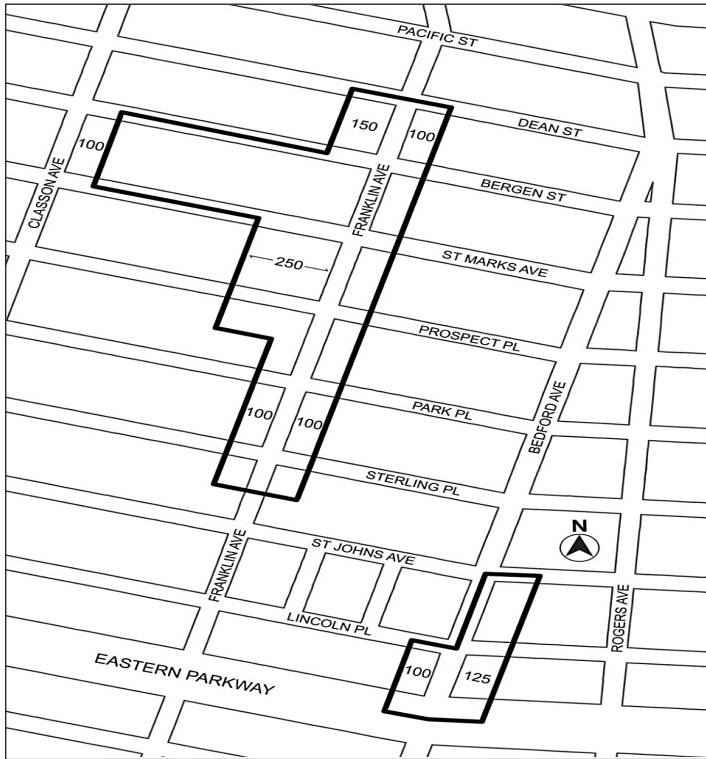 PACIFIC ST
150
100
DEAN ST
100
CLASSON AVE
FRANKLIN AVE
BERGEN ST
250
ST MARKS AVE
PROSPECT PL
BEDFORD AVE
100
100
PARK PL
STERLING PL
N
FRANKLIN AVE
ST JOHNS AVE
LINCOLN PL
ROGERS AVE
EASTERN PARKWAY
100
125